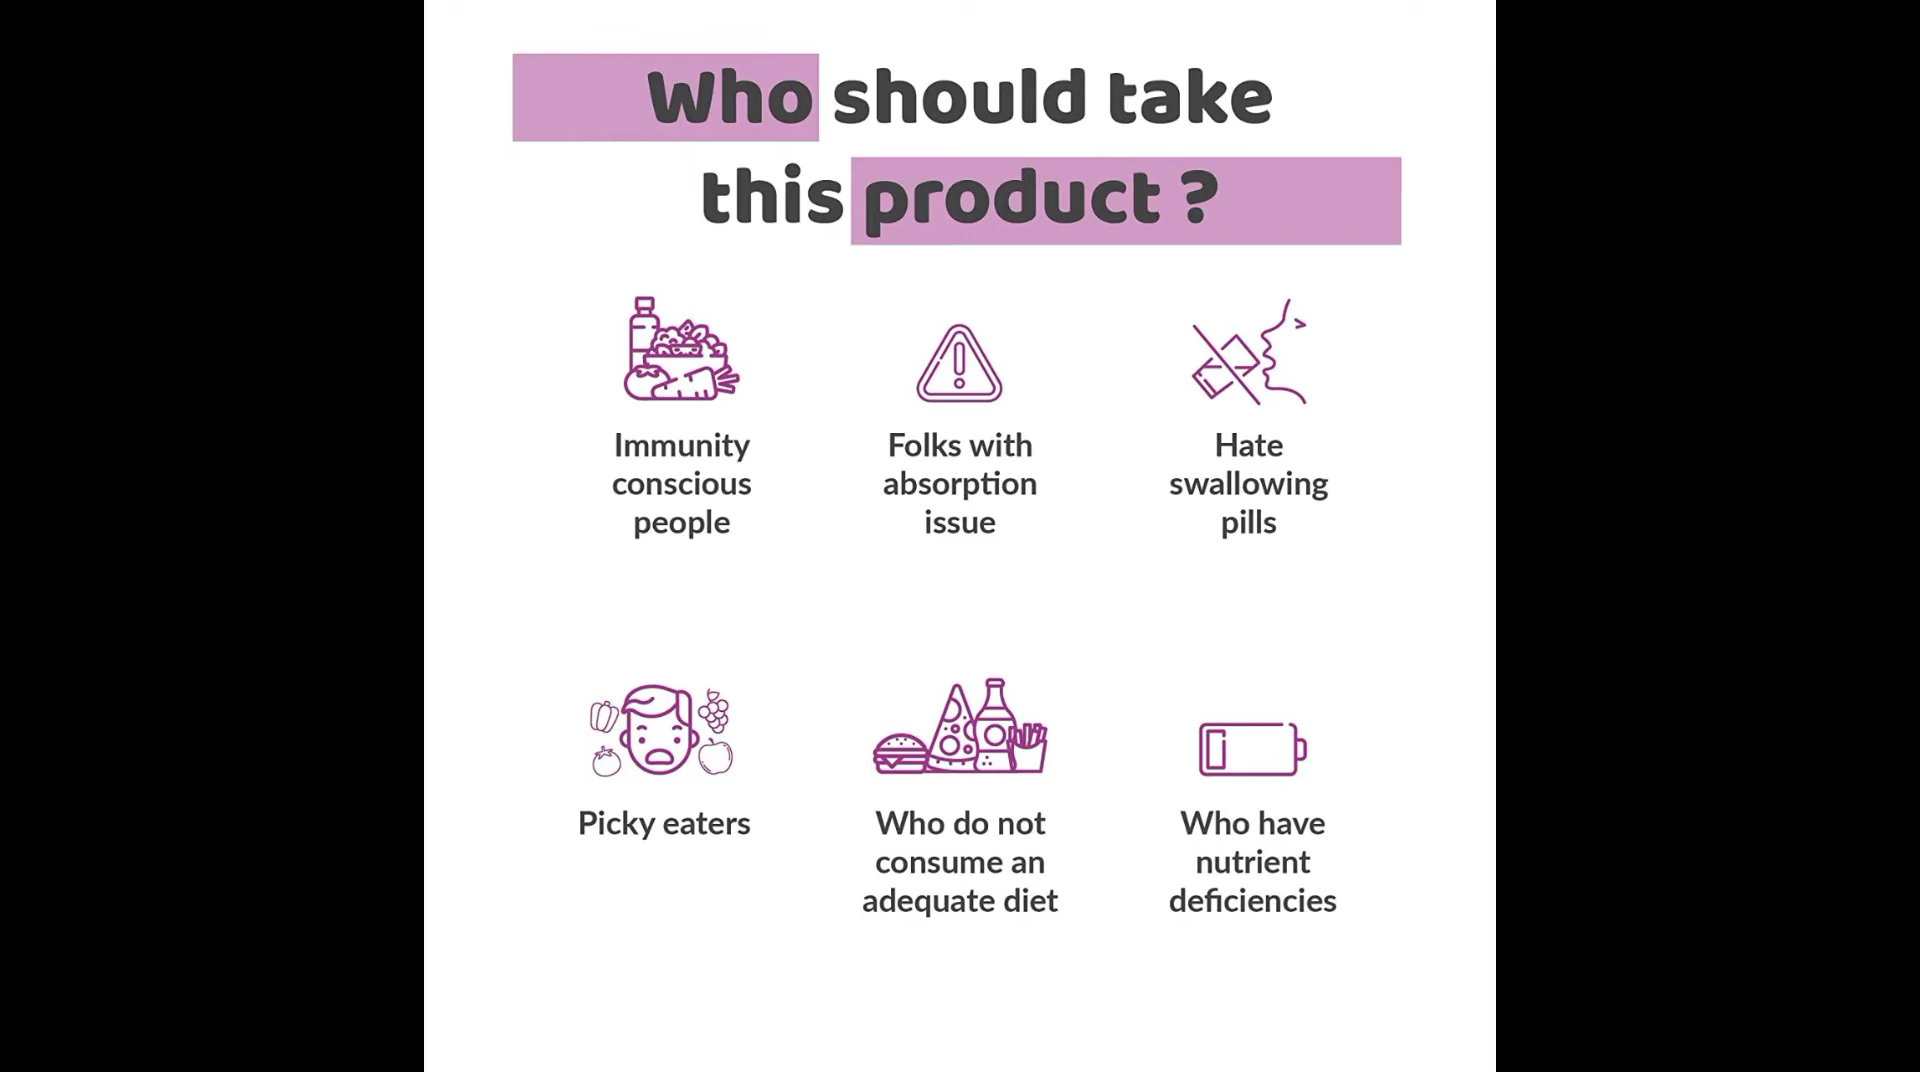 Who should take
this product ?
Immunity
conscious
people
Folks with
absorption
issue
Hate
swallowing
pills
Picky eaters
Who do not
consume an
adequate diet
Who have
nutrient
deficiencies